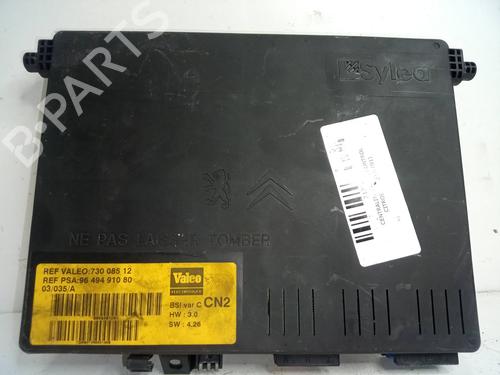 Sylea
B-PARTS
NE PAS LAISSER TOMBER
REF VALEO:730 085 12
REF PSA:96 494 910 80
03/035/A
Valeo
BSI var C CN2
HW : 3.0
SW : 4.26
CITROE